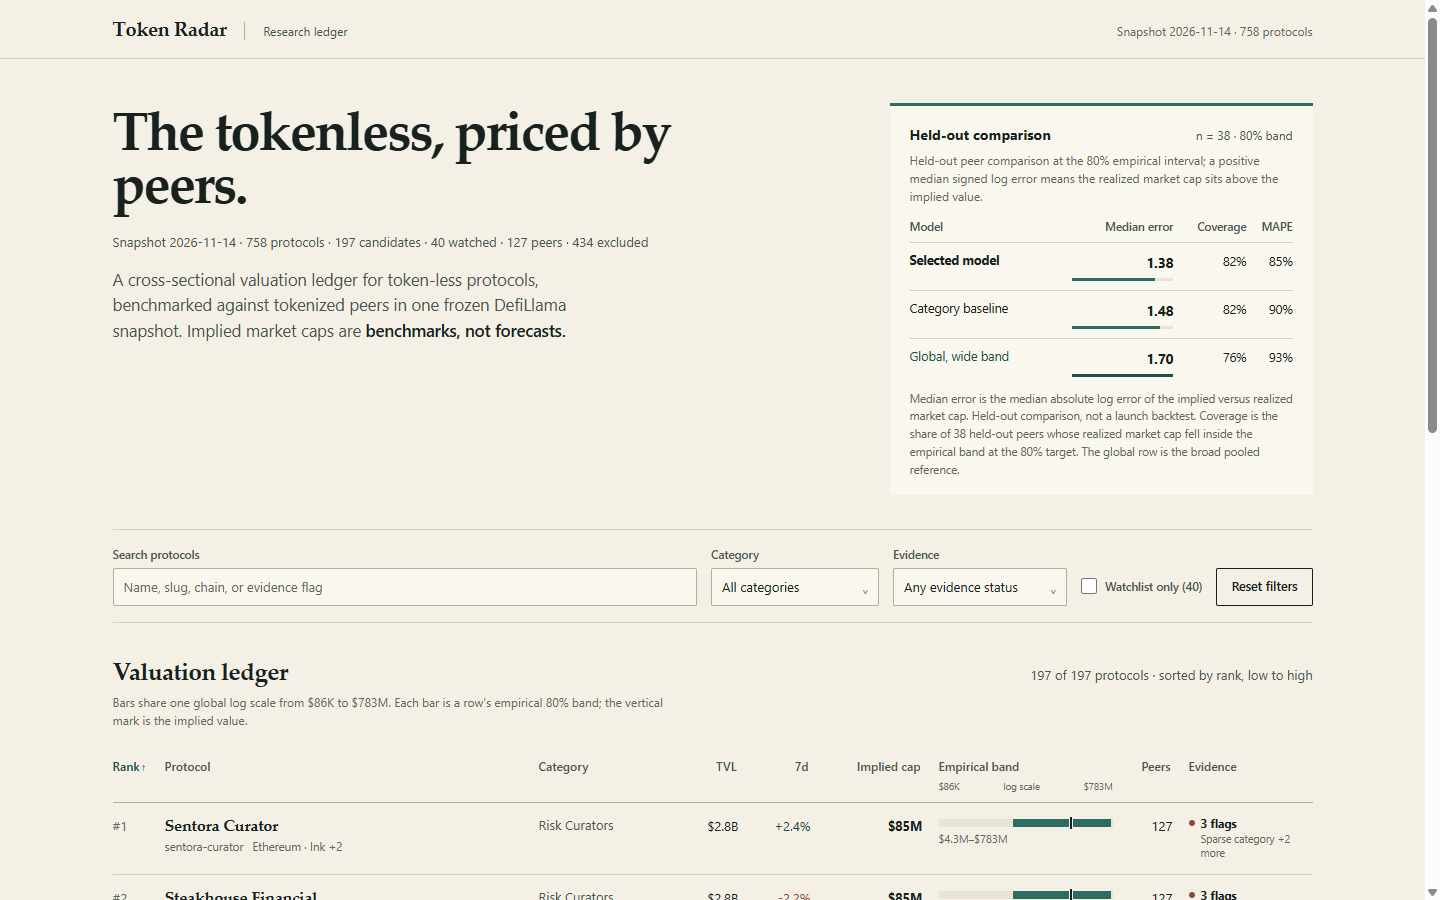 Token Radar
Research ledger
Snapshot 2026-11-14 · 758 protocols
The tokenless, priced by
peers.
Snapshot 2026-11-14 · 758 protocols · 197 candidates · 40 watched · 127 peers · 434 excluded
A cross-sectional valuation ledger for token-less protocols,
benchmarked against tokenized peers in one frozen DefiLlama
snapshot. Implied market caps are benchmarks, not forecasts.
Held-out comparison
n = 38 · 80% band
Held-out peer comparison at the 80% empirical interval; a positive
median signed log error means the realized market cap sits above the
implied value.
Model Median error Coverage MAPE
Selected model 1.38 82% 85%
Category baseline 1.48 82% 90%
Global, wide band 1.70 76% 93%
Median error is the median absolute log error of the implied versus realized
market cap. Held-out comparison, not a launch backtest. Coverage is the
share of 38 held-out peers whose realized market cap fell inside the
empirical band at the 80% target. The global row is the broad pooled
reference.
Search protocols
Name, slug, chain, or evidence flag
Category
All categories
Evidence
Any evidence status
Watchlist only (40)
Reset filters
Valuation ledger
197 of 197 protocols · sorted by rank, low to high
Bars share one global log scale from $86K to $783M. Each bar is a row's empirical 80% band; the vertical
mark is the implied value.
Rank↑ Protocol Category TVL 7d Implied cap Empirical band Peers Evidence
$86K log scale $783M
#1 Sentora Curator Risk Curators $2.8B +2.4% $85M 127 3 flags
sentora-curator Ethereum · Ink +2 $4.3M–$783M Sparse category +2
more
#2 Steakhouse Financial Risk Curators $2.8B -2.2% $85M 127 3 flags